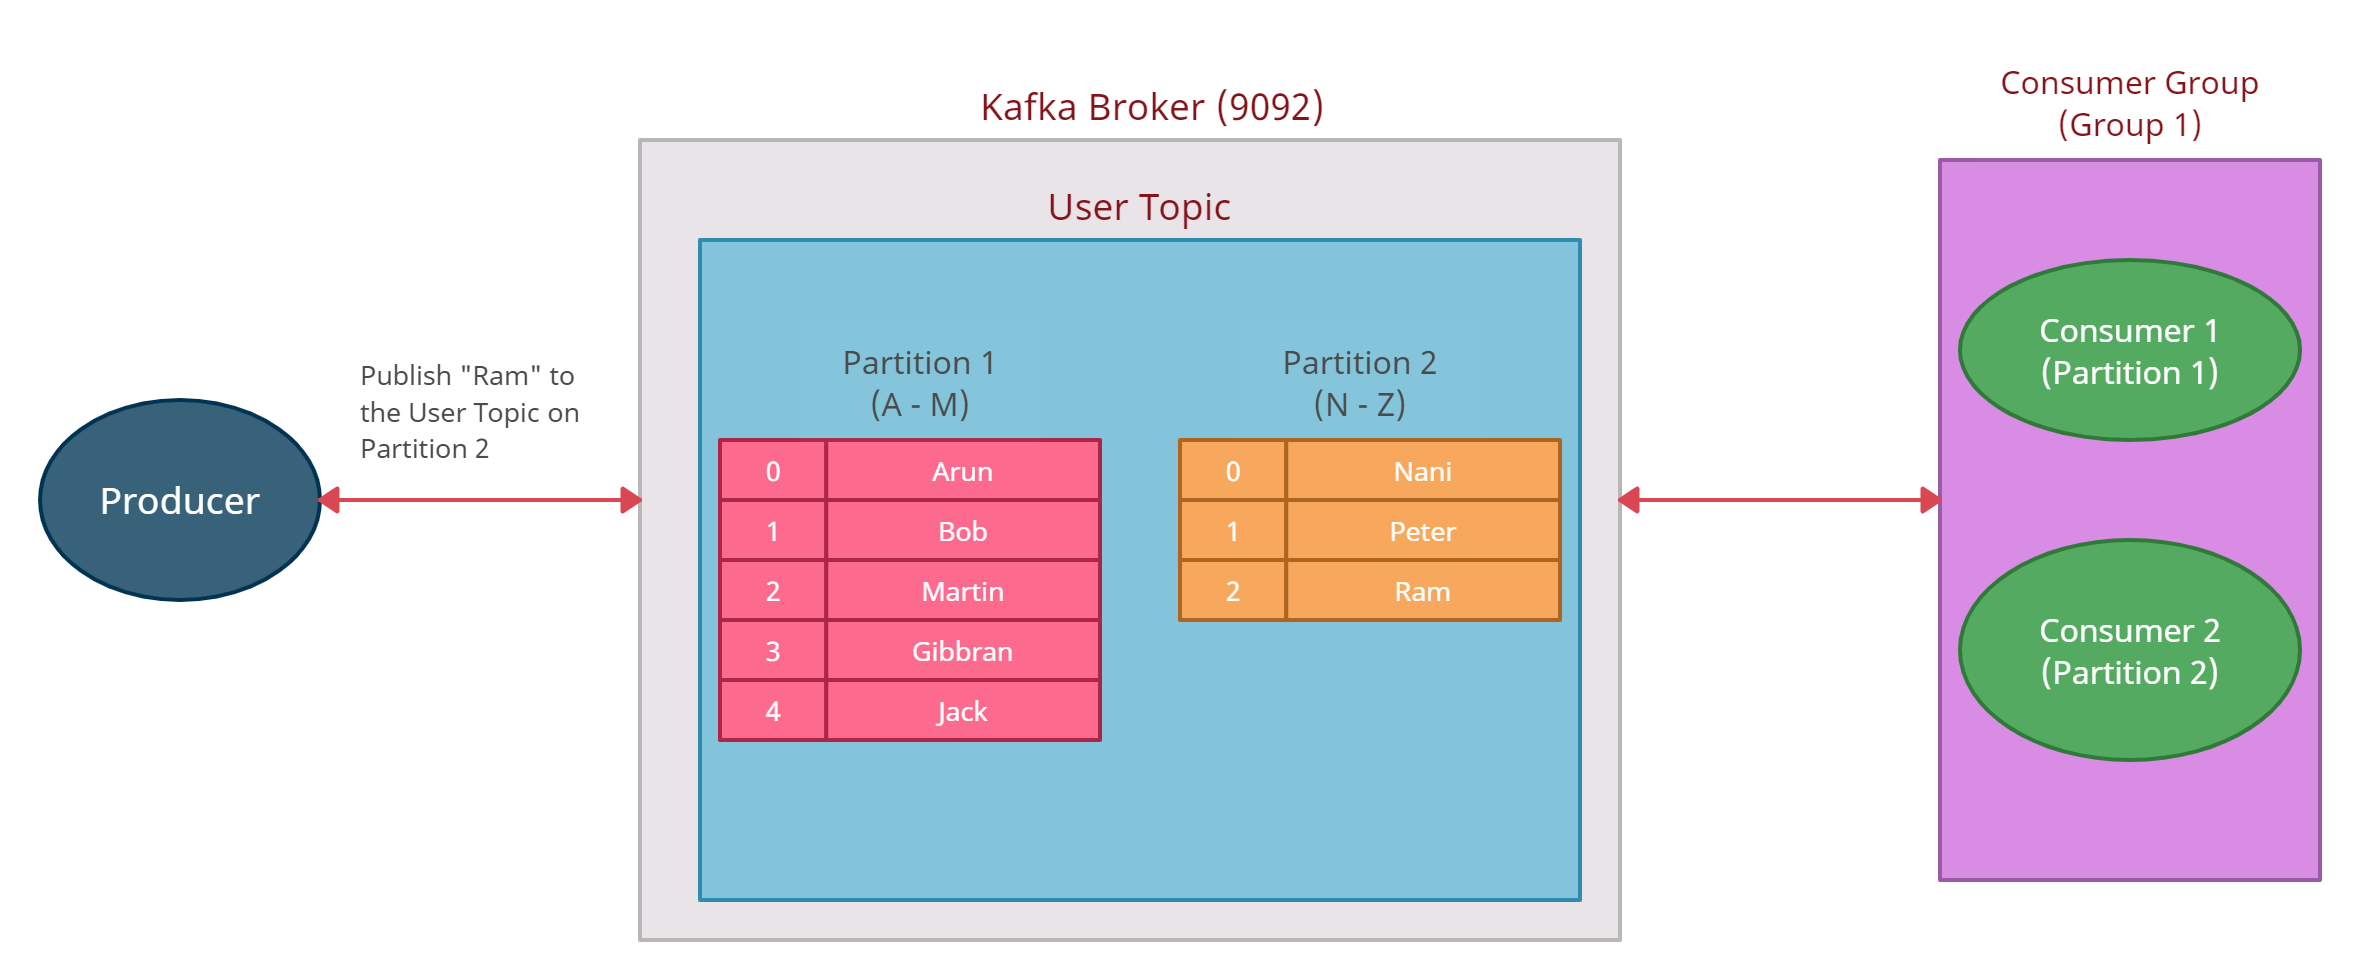 Kafka Broker (9092)
Consumer Group
(Group 1)
User Topic
Publish "Ram" to
the User Topic on
Partition 2
Producer
Partition 1
(A - M)
0 Arun
1 Bob
2 Martin
3 Gibbran
4 Jack
Partition 2
(N - Z)
0 Nani
1 Peter
2 Ram
Consumer 1
(Partition 1)
Consumer 2
(Partition 2)